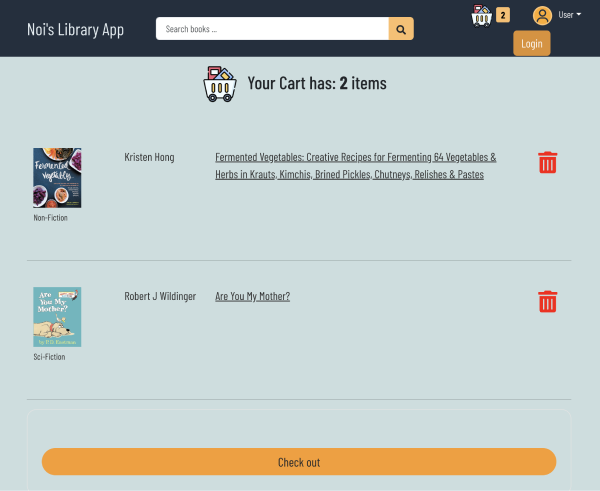 Noi's Library App
Search books ...
2
User
Login
Your Cart has: 2 items
Fermented
Vegetables
Kristen Hong
Fermented Vegetables: Creative Recipes for Fermenting 64 Vegetables &
Herbs in Krauts, Kimchis, Brined Pickles, Chutneys, Relishes & Pastes
Non-Fiction
Are
You My
Mother?
by P.D. Eastman
Robert J Wildinger
Are You My Mother?
Sci-Fiction
Check out